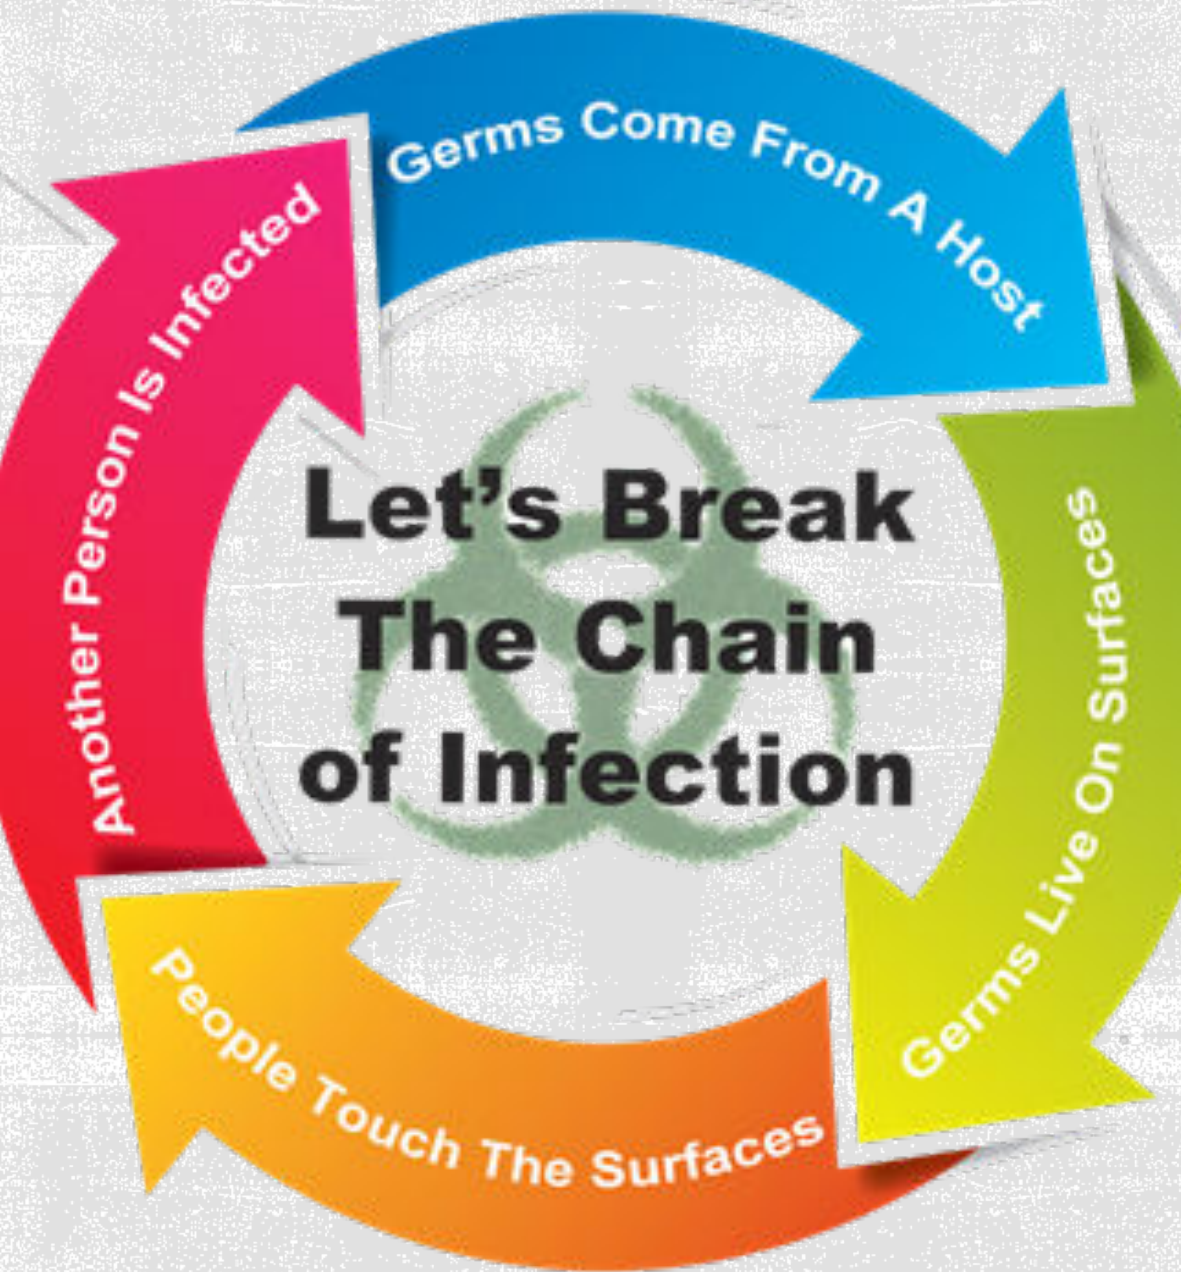 Germs Come From A Host
Germs Live On Surfaces
People Touch The Surfaces
Another Person Is Infected
Let's Break
The Chain
of Infection